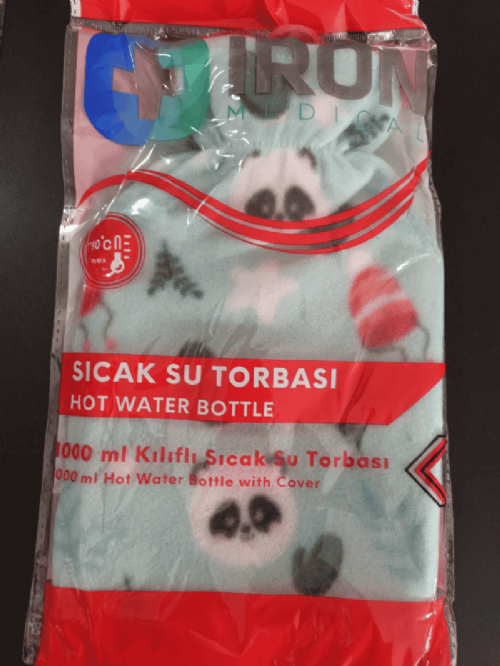 IRON
MEDICAL
70°C
max
SICAK SU TORBASI
HOT WATER BOTTLE
1000 ml Kılıflı Sıcak Su Torbası
000 ml Hot Water Bottle with Cover